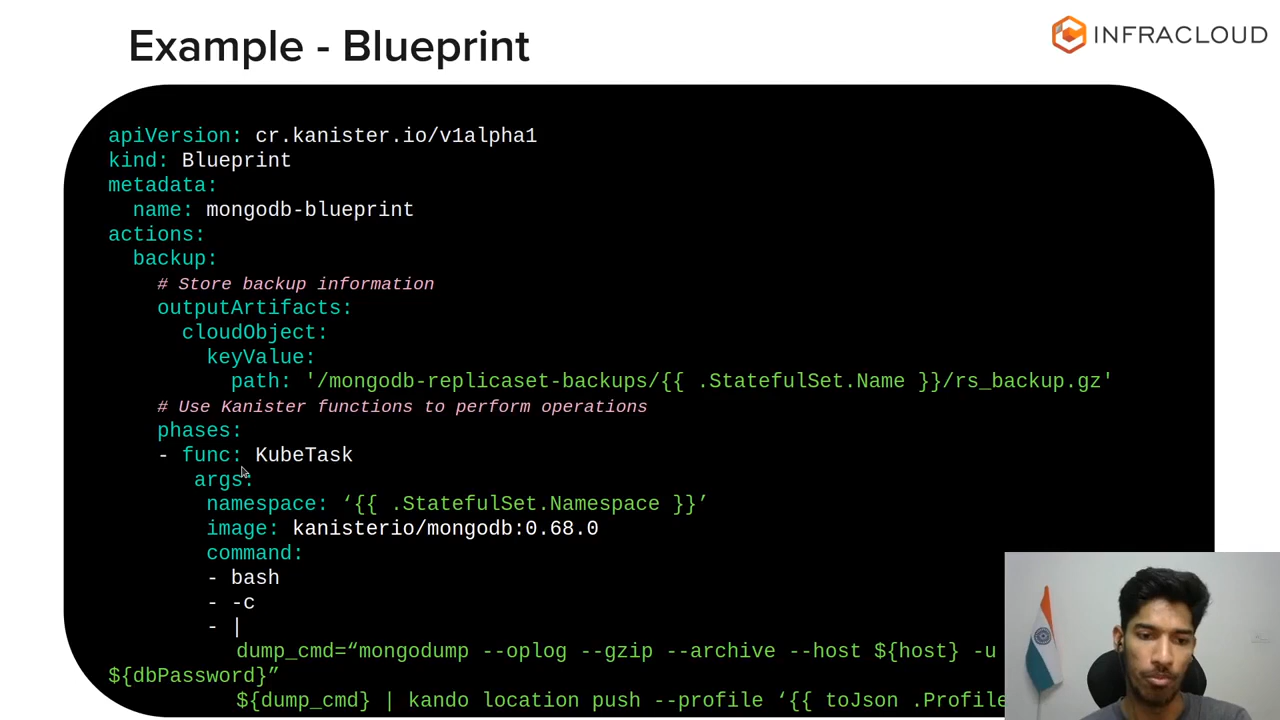 Example - Blueprint
INFRACLOUD
apiVersion: cr.kanister.io/v1alpha1
kind: Blueprint
metadata:
  name: mongodb-blueprint
actions:
  backup:
    # Store backup information
    outputArtifacts:
      cloudObject:
        keyValue:
          path: '/mongodb-replicaset-backups/{{ .StatefulSet.Name }}/rs_backup.gz'
    # Use Kanister functions to perform operations
    phases:
    - func: KubeTask
       args:
        namespace: ‘{{ .StatefulSet.Namespace }}’
        image: kanisterio/mongodb:0.68.0
        command:
        - bash
        - -c
        - |
          dump_cmd=“mongodump --oplog --gzip --archive --host ${host} -u
${dbPassword}”
          ${dump_cmd} | kando location push --profile ‘{{ toJson .Profile